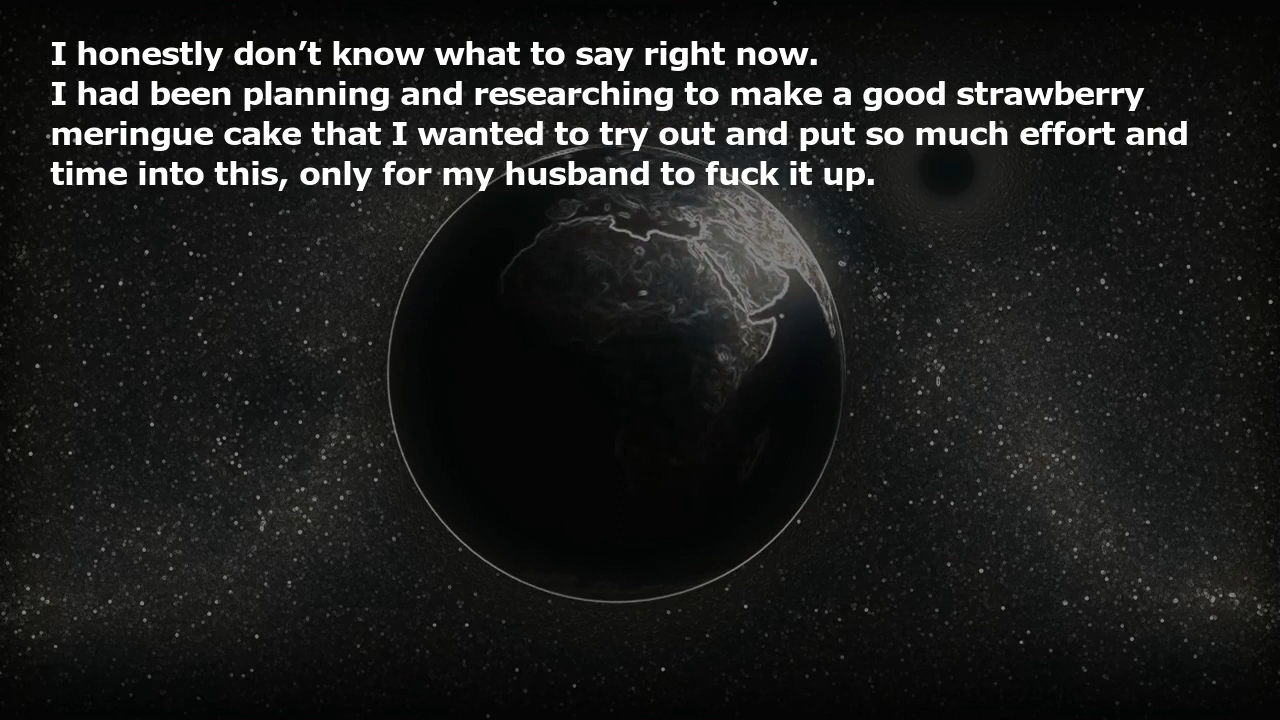 I honestly don’t know what to say right now.
I had been planning and researching to make a good strawberry
meringue cake that I wanted to try out and put so much effort and
time into this, only for my husband to fuck it up.